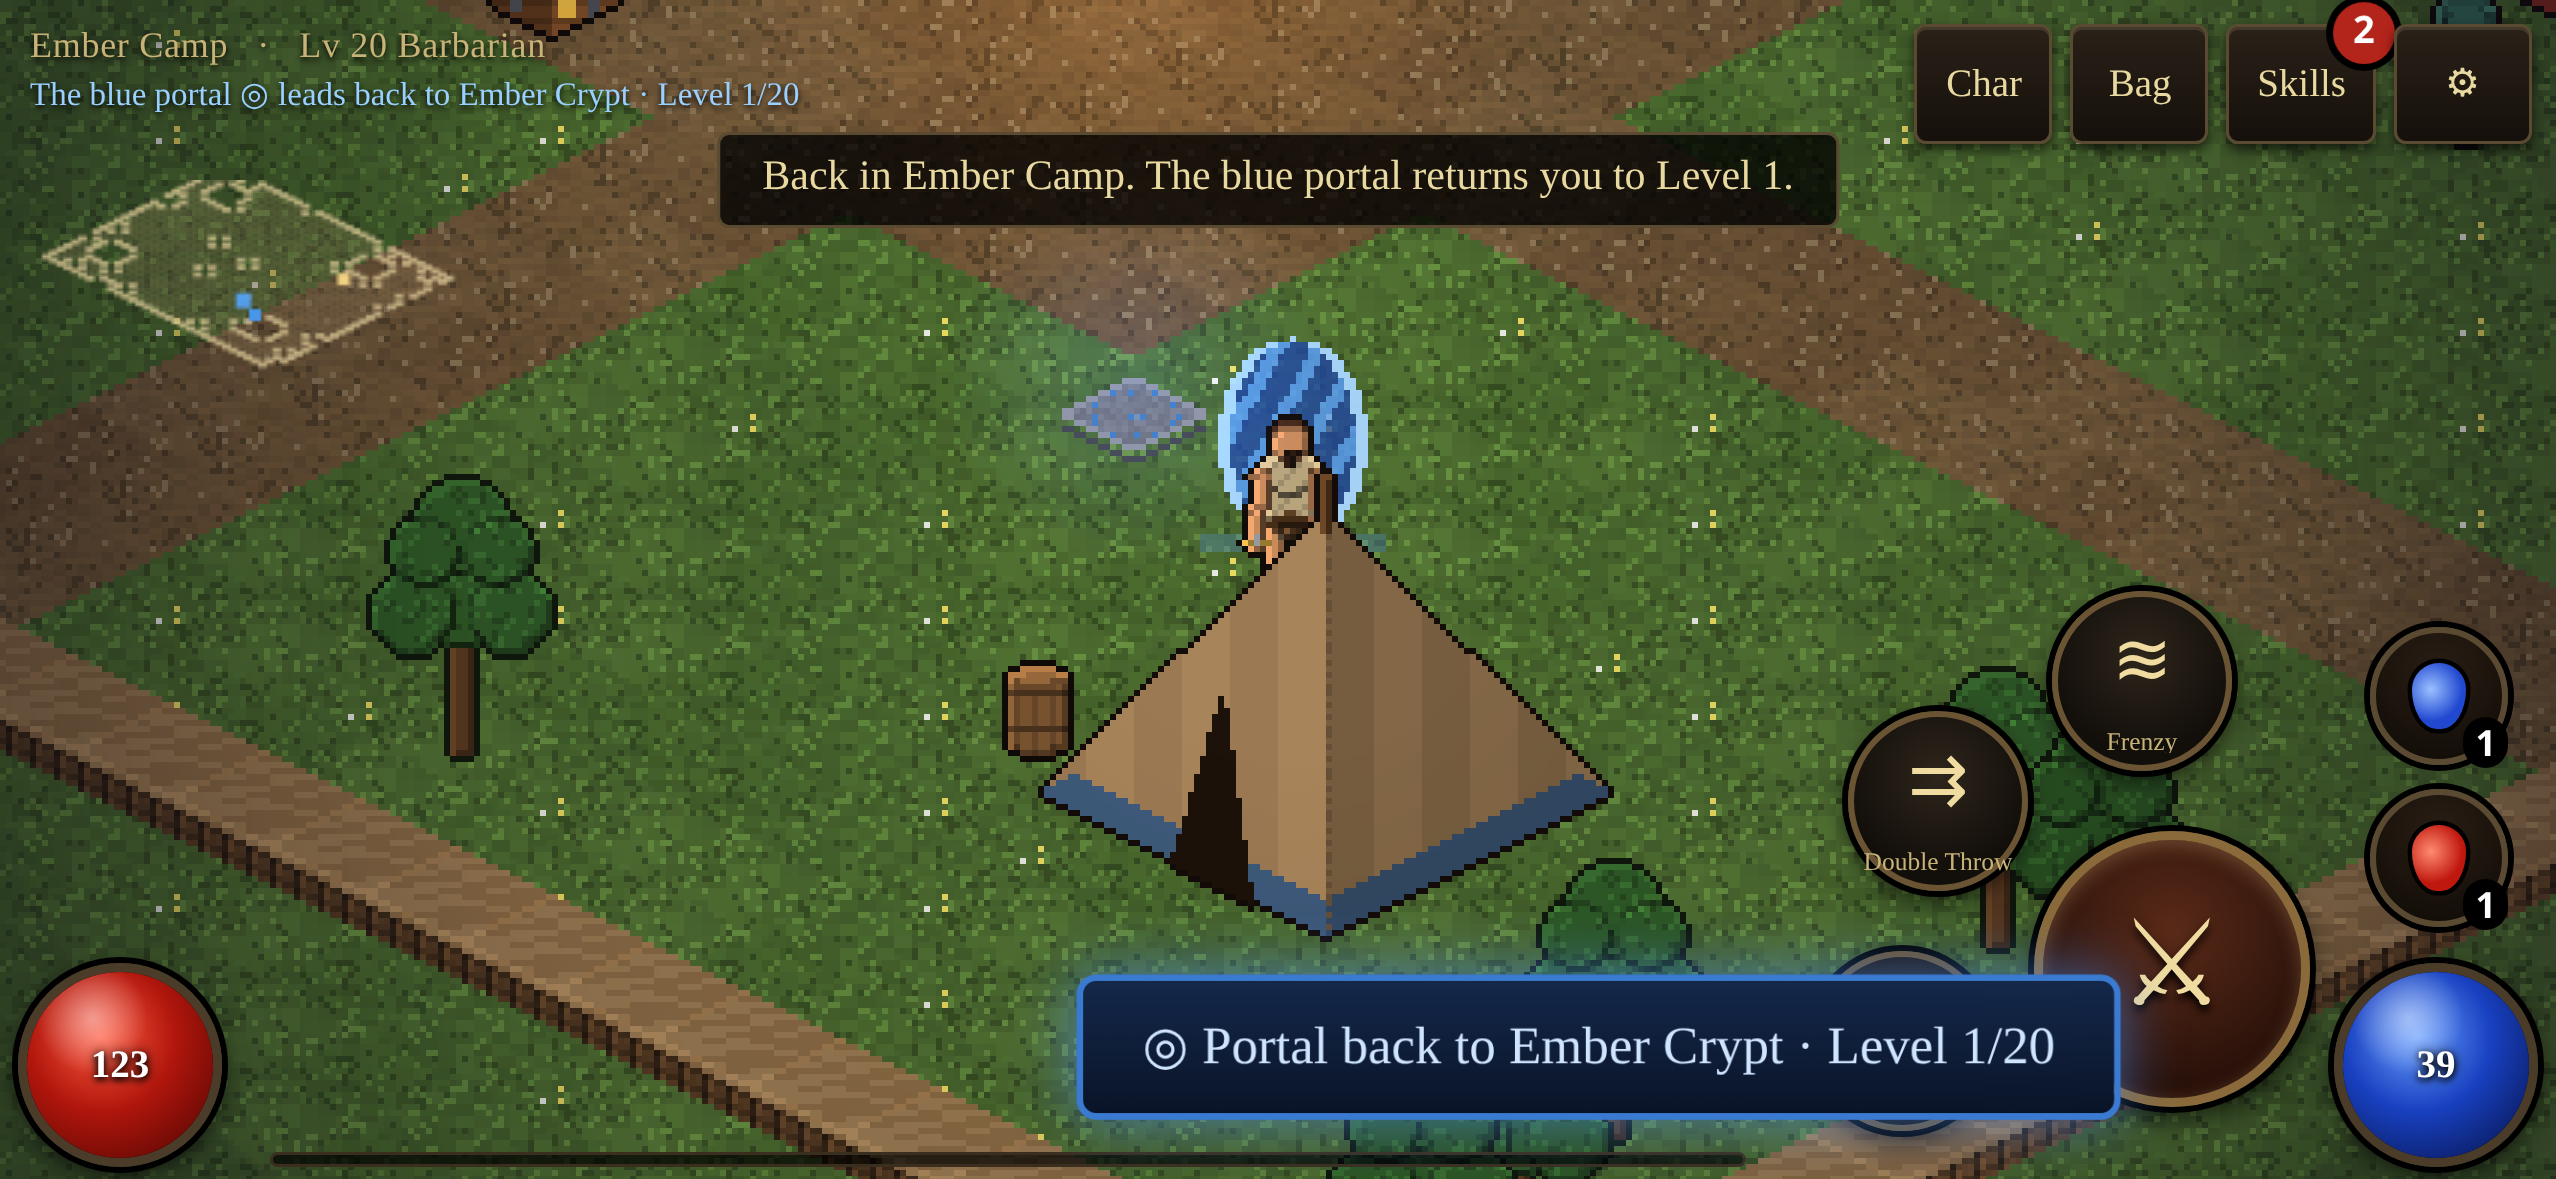 Ember Camp · Lv 20 Barbarian
The blue portal ◎ leads back to Ember Crypt · Level 1/20
Char
Bag
Skills
2
⚙
Back in Ember Camp. The blue portal returns you to Level 1.
Frenzy
1
Double Throw
1
◎ Portal back to Ember Crypt · Level 1/20
123
39